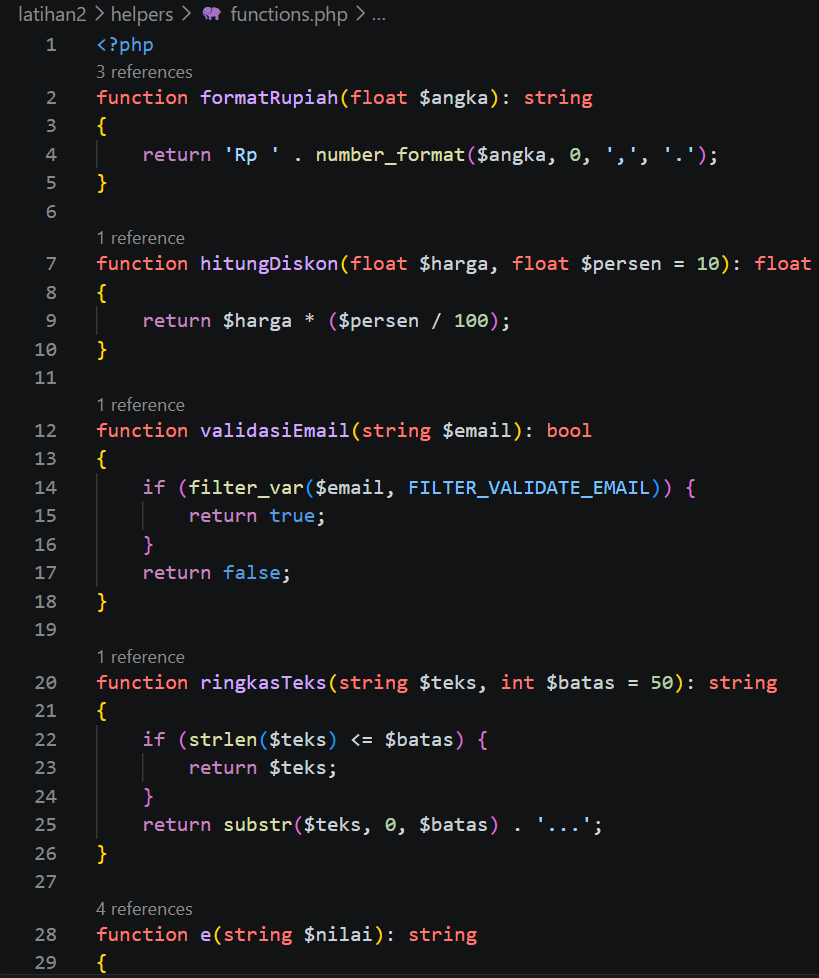 latihan2 > helpers > functions.php > ...
1 <?php
3 references
2 function formatRupiah(float $angka): string
3 {
4     return 'Rp ' . number_format($angka, 0, ',', '.');
5 }
6
1 reference
7 function hitungDiskon(float $harga, float $persen = 10): float
8 {
9     return $harga * ($persen / 100);
10 }
11
1 reference
12 function validasiEmail(string $email): bool
13 {
14     if (filter_var($email, FILTER_VALIDATE_EMAIL)) {
15         return true;
16     }
17     return false;
18 }
19
1 reference
20 function ringkasTeks(string $teks, int $batas = 50): string
21 {
22     if (strlen($teks) <= $batas) {
23         return $teks;
24     }
25     return substr($teks, 0, $batas) . '...';
26 }
27
4 references
28 function e(string $nilai): string
29 {